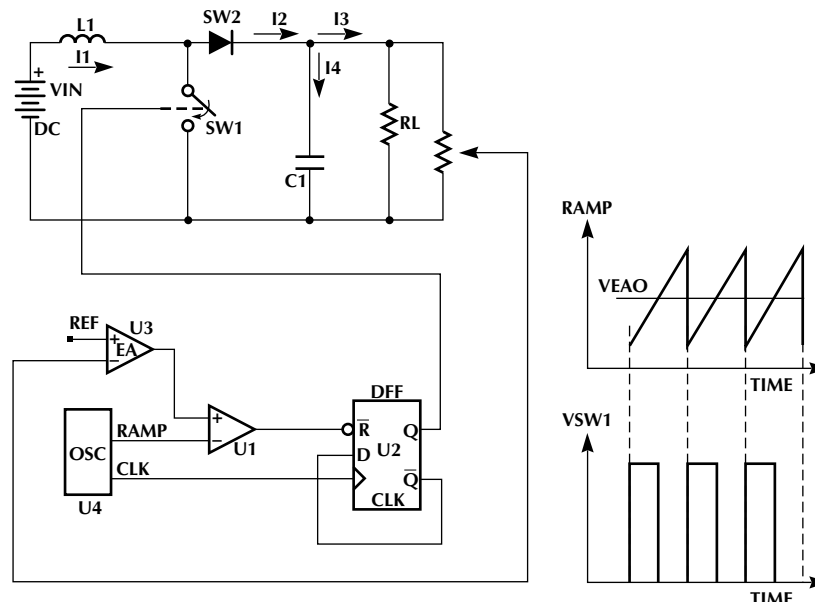 L1
SW2
I2
I3
I1
I4
+
VIN
DC
SW1
RL
C1
RAMP
VEAO
TIME
REF
U3
+
EA
−
DFF
+
R̅
Q
RAMP
−
U1
U2
OSC
D
CLK
Q̅
U4
CLK
VSW1
TIME